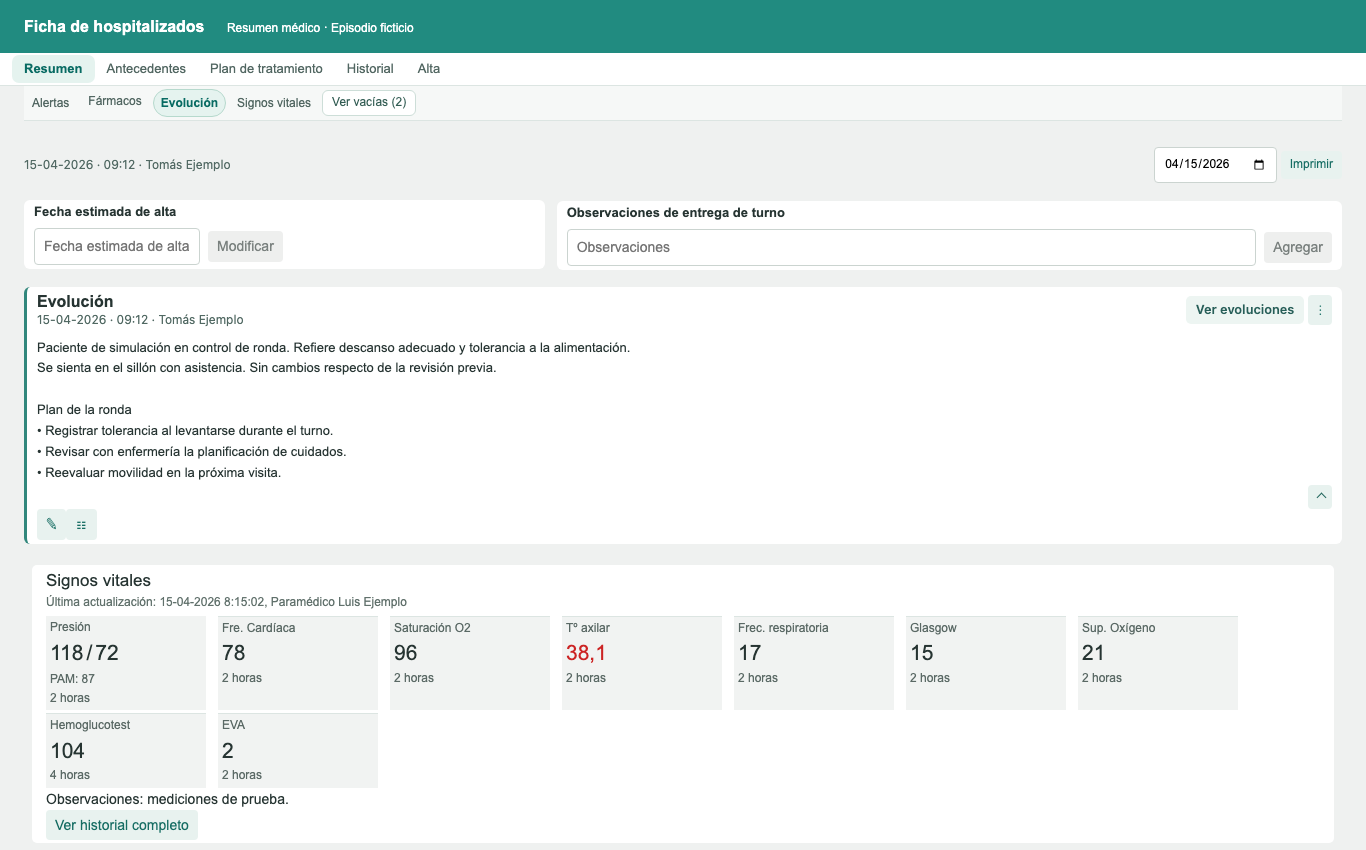 Ficha de hospitalizados
Resumen médico · Episodio ficticio
Resumen
Antecedentes
Plan de tratamiento
Historial
Alta
Alertas
Fármacos
Evolución
Signos vitales
Ver vacías (2)
15-04-2026 · 09:12 · Tomás Ejemplo
04/15/2026
Imprimir
Fecha estimada de alta
Fecha estimada de alta
Modificar
Observaciones de entrega de turno
Observaciones
Agregar
Evolución
15-04-2026 · 09:12 · Tomás Ejemplo
Ver evoluciones
Paciente de simulación en control de ronda. Refiere descanso adecuado y tolerancia a la alimentación.
Se sienta en el sillón con asistencia. Sin cambios respecto de la revisión previa.
Plan de la ronda
• Registrar tolerancia al levantarse durante el turno.
• Revisar con enfermería la planificación de cuidados.
• Reevaluar movilidad en la próxima visita.
Signos vitales
Última actualización: 15-04-2026 8:15:02, Paramédico Luis Ejemplo
Presión
118/72
PAM: 87
2 horas
Fre. Cardíaca
78
2 horas
Saturación O2
96
2 horas
Tº axilar
38,1
2 horas
Frec. respiratoria
17
2 horas
Glasgow
15
2 horas
Sup. Oxígeno
21
2 horas
Hemoglucotest
104
4 horas
EVA
2
2 horas
Observaciones: mediciones de prueba.
Ver historial completo